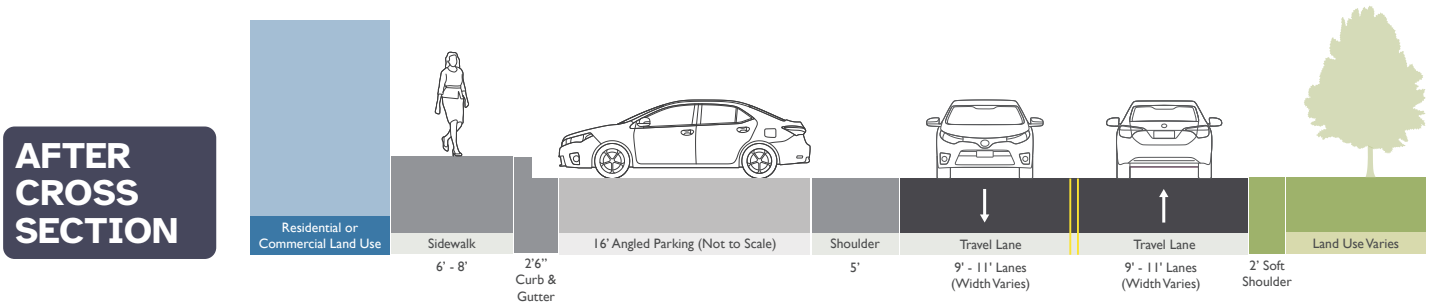 AFTER
CROSS
SECTION
Residential or
Commercial Land Use
Sidewalk
6' - 8'
2'6"
Curb &
Gutter
16' Angled Parking (Not to Scale)
Shoulder
5'
Travel Lane
9' - 11' Lanes
(Width Varies)
Travel Lane
9' - 11' Lanes
(Width Varies)
2' Soft
Shoulder
Land Use Varies